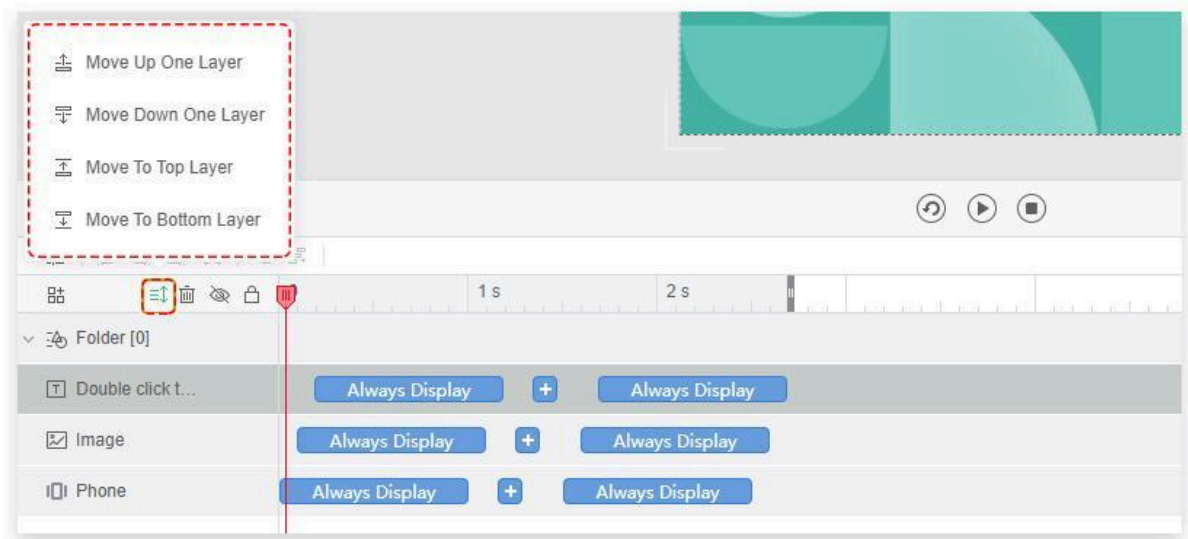 Move Up One Layer
Move Down One Layer
Move To Top Layer
Move To Bottom Layer
1 s
2 s
Folder [0]
Double click t...
Always Display
+
Always Display
Image
Always Display
+
Always Display
Phone
Always Display
+
Always Display